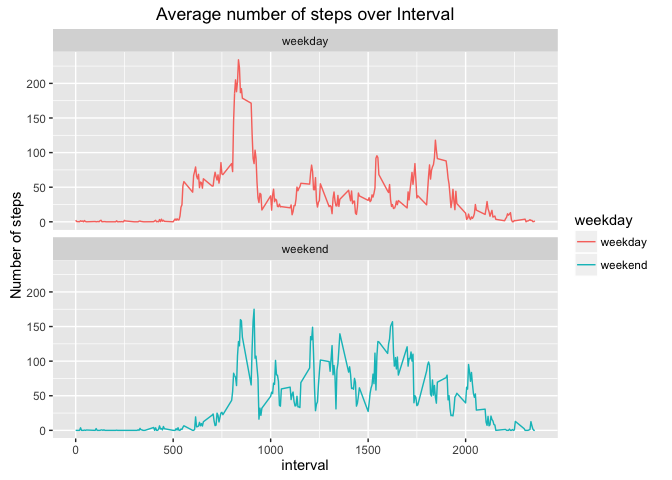 Average number of steps over Interval
weekday
200
150
100
50
0
weekend
200
150
100
50
0
0 500 1000 1500 2000
interval
Number of steps
weekday
weekday
weekend